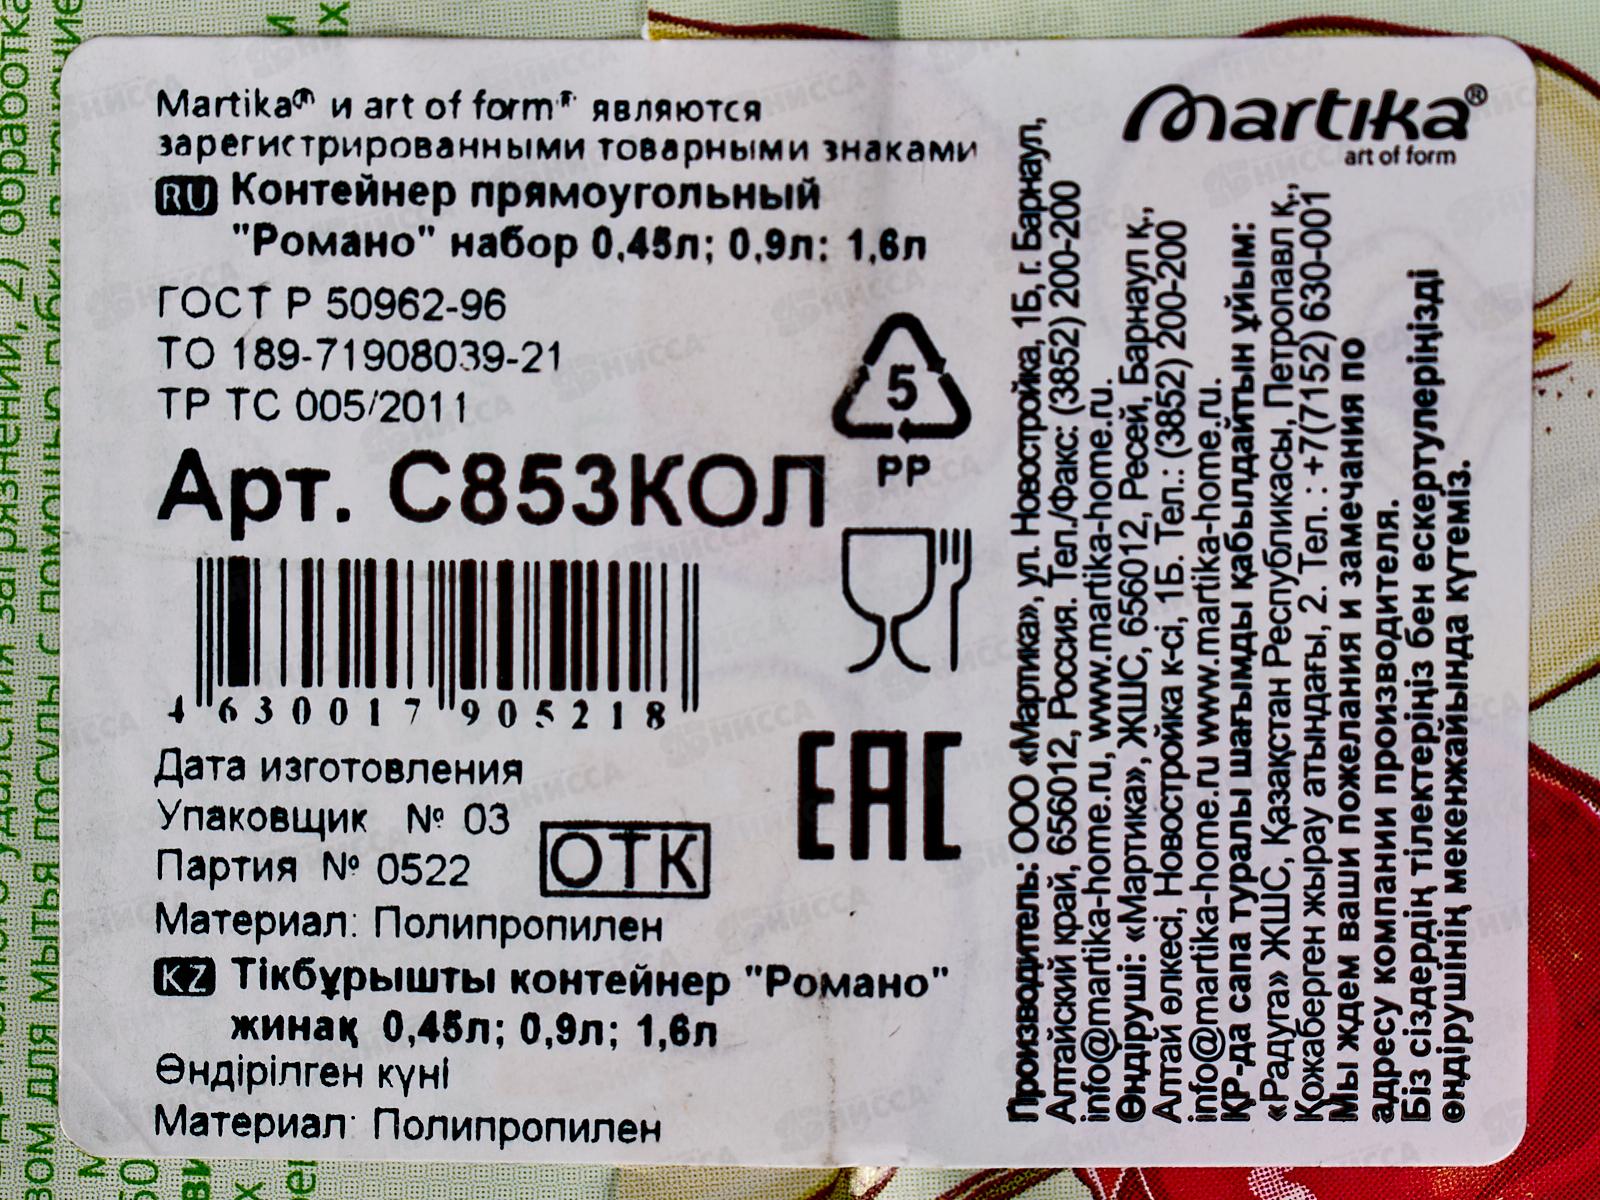 Martika® и art of form® являются
зарегистрированными товарными знаками
RU Контейнер прямоугольный
"Романо" набор 0,45л; 0,9л; 1,6л
ГОСТ Р 50962-96
ТО 189-71908039-21
ТР ТС 005/2011
Арт. С853КОЛ
5
PP
4 630017 905218
Дата изготовления
Упаковщик № 03
Партия № 0522
ОТК
EAC
Материал: Полипропилен
KZ Тікбұрышты контейнер "Романо"
жинақ 0,45л; 0,9л; 1,6л
Өндірілген күні
Материал: Полипропилен
Martika®
art of form
Производитель: ООО «Мартика», ул. Новостройка, 1Б, г. Барнаул,
Алтайский край, 656012, Россия. Тел./Факс: (3852) 200-200
info@martika-home.ru, www.martika-home.ru.
Өндіруші: «Мартика», ЖШС, 656012, Ресей, Барнаул қ.,
Алтай өлкесі, Новостройка к-сі, 1Б. Тел.: (3852) 200-200
info@martika-home.ru www.martika-home.ru.
ҚР-да сапа туралы шағымды қабылдайтын ұйым:
«Радуга» ЖШС, Қазақстан Республикасы, Петропавл қ.,
Қожаберген жырау атындағы, 2. Тел. : +7(7152) 630-001
Мы ждем ваши пожелания и замечания по
адресу компании производителя.
Біз сіздердің тілектеріңіз бен ескертулеріңізді
өндірушінің мекенжайында күтеміз.
НИССА